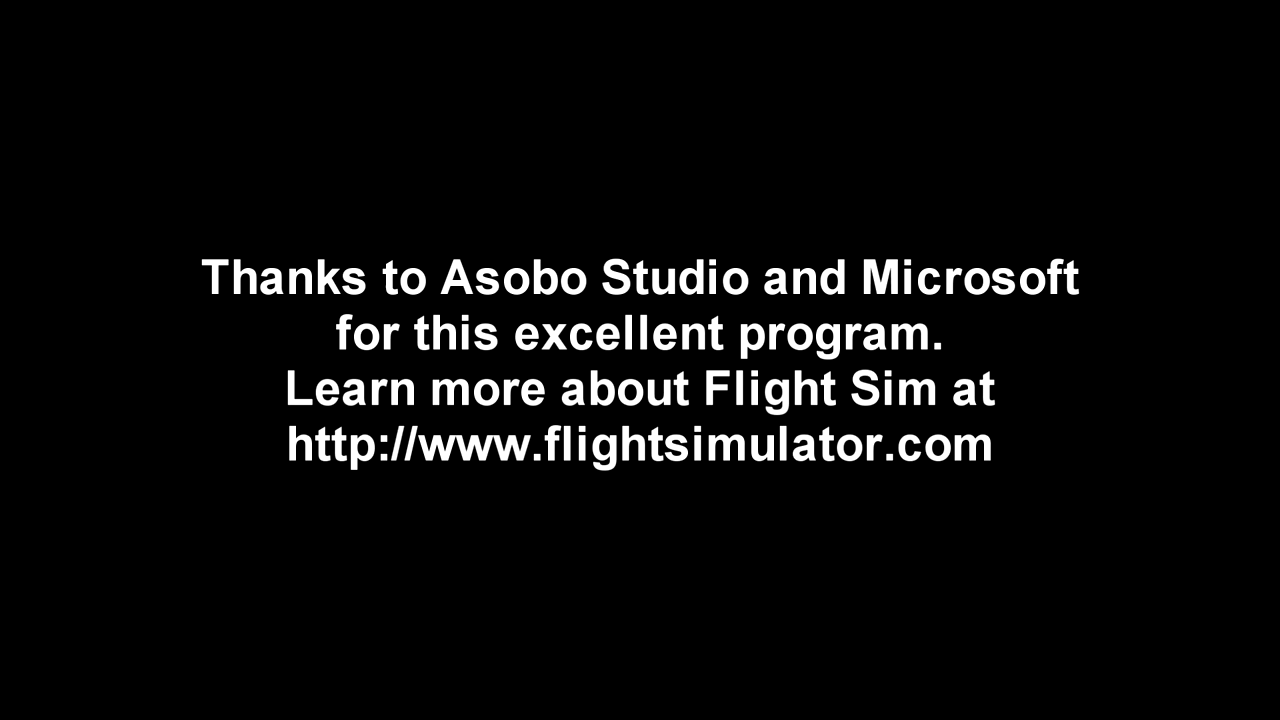 Thanks to Asobo Studio and Microsoft
for this excellent program.
Learn more about Flight Sim at
http://www.flightsimulator.com